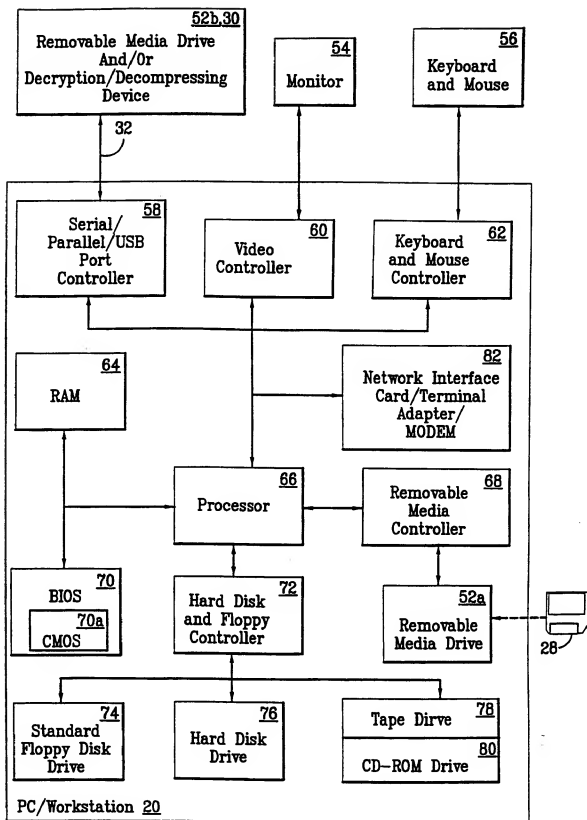 52b,30
Removable Media Drive
And/Or
Decryption/Decompressing
Device
54
Monitor
56
Keyboard
and Mouse
32
58
Serial/
Parallel/USB
Port
Controller
60
Video
Controller
62
Keyboard
and Mouse
Controller
64
RAM
82
Network Interface
Card/Terminal
Adapter/
MODEM
66
Processor
68
Removable
Media
Controller
70
BIOS
70a
CMOS
72
Hard Disk
and Floppy
Controller
52a
Removable
Media Drive
28
74
Standard
Floppy Disk
Drive
76
Hard Disk
Drive
Tape Dirve 78
80
CD-ROM Drive
PC/Workstation 20